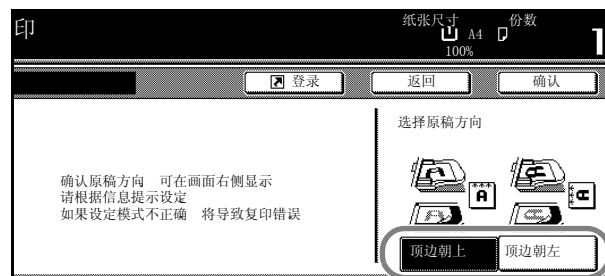 印
纸张尺寸 份数
A4
100%
1
登录 返回 确认
选择原稿方向
确认原稿方向 可在画面右侧显示
请根据信息提示设定
如果设定模式不正确 将导致复印错误
A A
A A
顶边朝上 顶边朝左